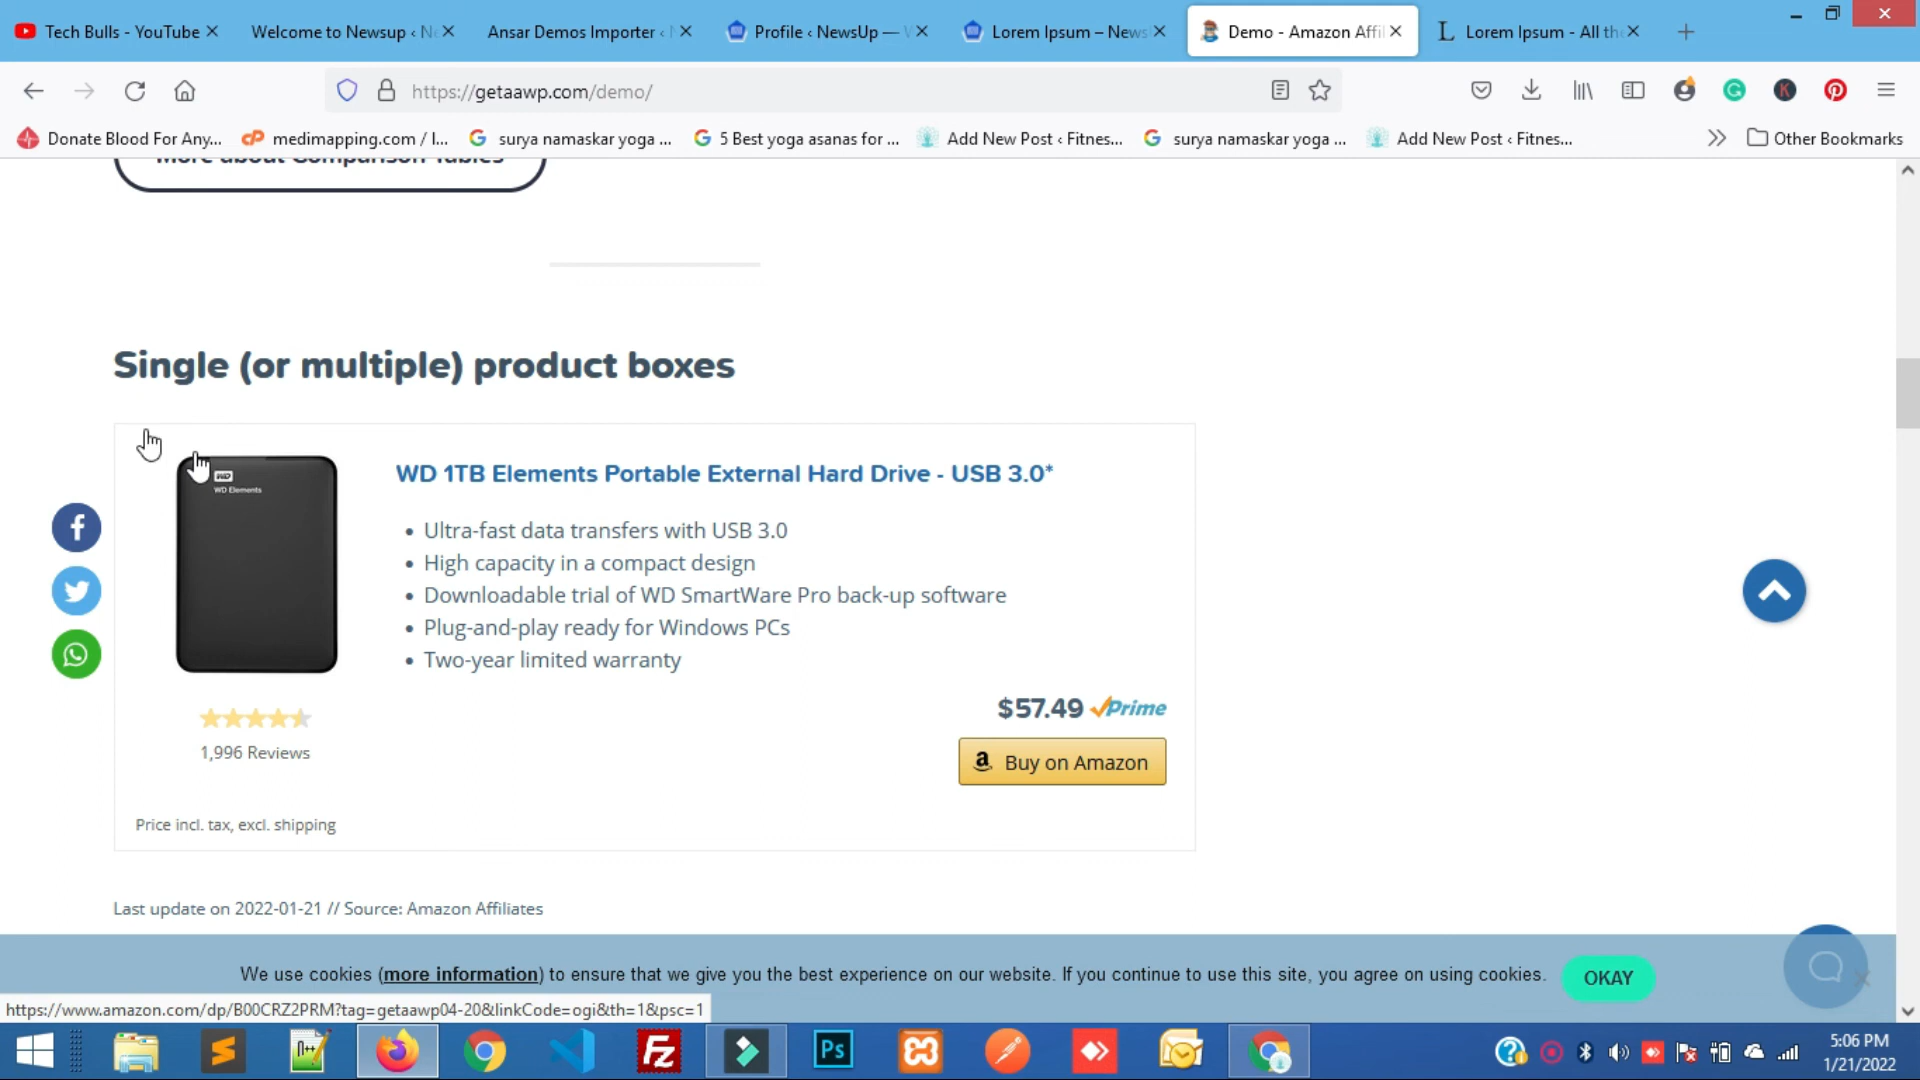 Tech Bulls - YouTube
Welcome to Newsup ‹ N
Ansar Demos Importer ‹
Profile ‹ NewsUp —
Lorem Ipsum – News
Demo - Amazon Affil
Lorem Ipsum - All th
https://getaawp.com/demo/
Donate Blood For Any...
medimapping.com / l...
surya namaskar yoga ...
5 Best yoga asanas for ...
Add New Post ‹ Fitnes...
surya namaskar yoga ...
Add New Post ‹ Fitnes...
Other Bookmarks
More about Comparison Tables
Single (or multiple) product boxes
WD
WD Elements
WD 1TB Elements Portable External Hard Drive - USB 3.0*
• Ultra-fast data transfers with USB 3.0
• High capacity in a compact design
• Downloadable trial of WD SmartWare Pro back-up software
• Plug-and-play ready for Windows PCs
• Two-year limited warranty
$57.49 Prime
1,996 Reviews
Buy on Amazon
Price incl. tax, excl. shipping
Last update on 2022-01-21 // Source: Amazon Affiliates
We use cookies (more information) to ensure that we give you the best experience on our website. If you continue to use this site, you agree on using cookies.
OKAY
https://www.amazon.com/dp/B00CRZ2PRM?tag=getaawp04-20&linkCode=ogi&th=1&psc=1
5:06 PM
1/21/2022